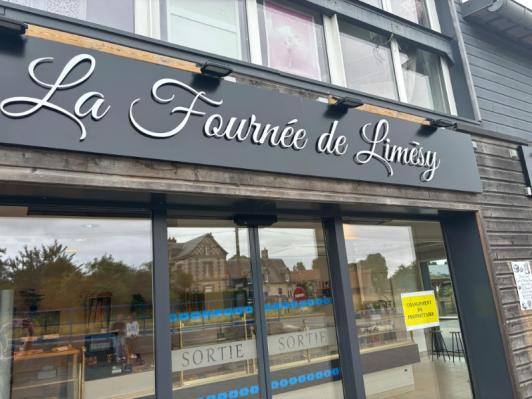 La Fournée de Limésy
SORTIE
SORTIE
CHANGEMENT
DE
PROPRIÉTAIRE